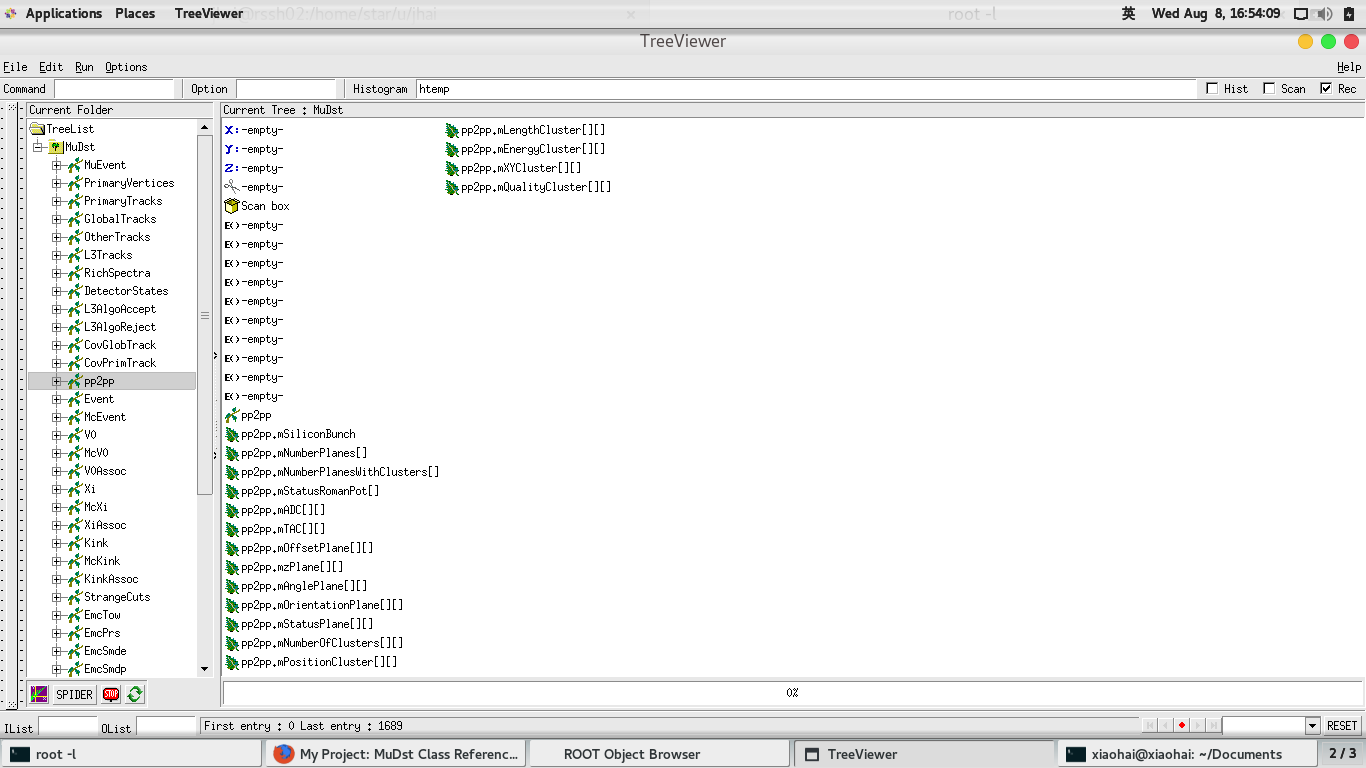 Applications Places TreeViewer @rssh02:/home/star/u/jhai × root -l 英 Wed Aug 8, 16:54:09
TreeViewer
File Edit Run Options Help
Command Option Histogram htemp Hist Scan Rec
Current Folder
TreeList
MuDst
MuEvent
PrimaryVertices
PrimaryTracks
GlobalTracks
OtherTracks
L3Tracks
RichSpectra
DetectorStates
L3AlgoAccept
L3AlgoReject
CovGlobTrack
CovPrimTrack
pp2pp
Event
McEvent
V0
McV0
V0Assoc
Xi
McXi
XiAssoc
Kink
McKink
KinkAssoc
StrangeCuts
EmcTow
EmcPrs
EmcSmde
EmcSmdp
SPIDER STOP
Current Tree : MuDst
X: -empty-
Y: -empty-
Z: -empty-
-empty-
Scan box
E() -empty-
E() -empty-
E() -empty-
E() -empty-
E() -empty-
E() -empty-
E() -empty-
E() -empty-
E() -empty-
E() -empty-
pp2pp
pp2pp.mSiliconBunch
pp2pp.mNumberPlanes[]
pp2pp.mNumberPlanesWithClusters[]
pp2pp.mStatusRomanPot[]
pp2pp.mADC[][]
pp2pp.mTAC[][]
pp2pp.mOffsetPlane[][]
pp2pp.mzPlane[][]
pp2pp.mAnglePlane[][]
pp2pp.mOrientationPlane[][]
pp2pp.mStatusPlane[][]
pp2pp.mNumberOfClusters[][]
pp2pp.mPositionCluster[][]
pp2pp.mLengthCluster[][]
pp2pp.mEnergyCluster[][]
pp2pp.mXYCluster[][]
pp2pp.mQualityCluster[][]
0%
IList OList First entry : 0 Last entry : 1689 RESET
root -l My Project: MuDst Class Referenc... ROOT Object Browser TreeViewer xiaohai@xiaohai: ~/Documents 2 / 3